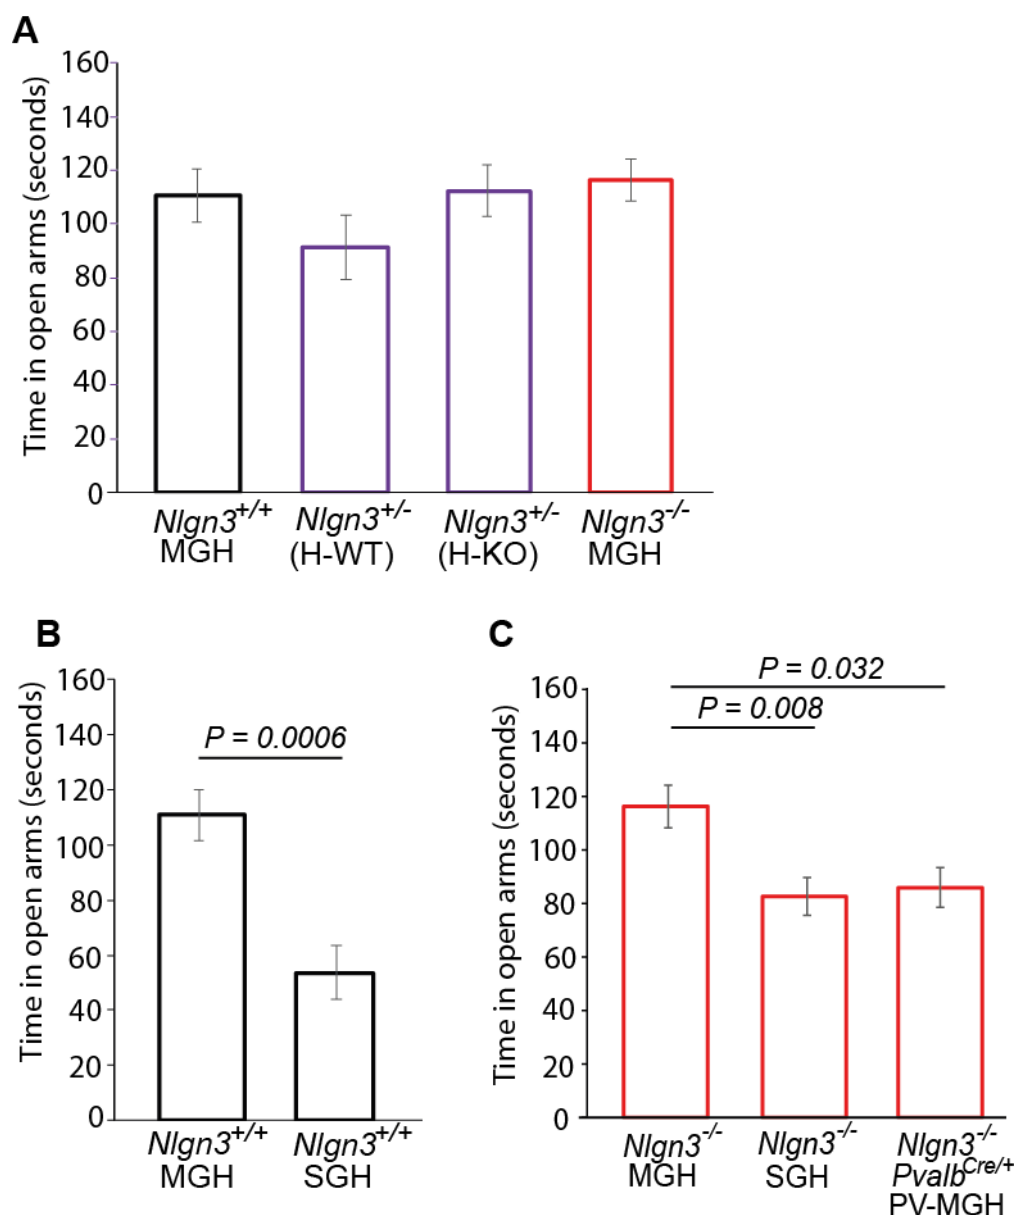 A
Time in open arms (seconds)
160
140
120
100
80
60
40
20
0
Nlgn3+/+ Nlgn3+/- Nlgn3+/- Nlgn3-/-
MGH (H-WT) (H-KO) MGH
B
Time in open arms (seconds)
160
140
120
100
80
60
40
20
0
P = 0.0006
Nlgn3+/+ Nlgn3+/+
MGH SGH
C
Time in open arms (seconds)
160
140
120
100
80
60
40
20
0
P = 0.032
P = 0.008
Nlgn3-/- Nlgn3-/- Nlgn3-/-
MGH SGH PvalbCre/+
PV-MGH